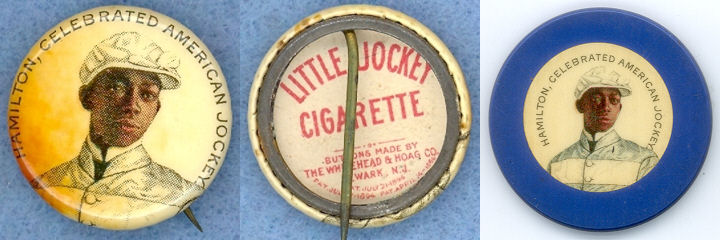 HAMILTON, CELEBRATED AMERICAN JOCKEY
LITTLE JOCKEY
CIGARETTE
BUTTONS MADE BY
THE WHITEHEAD & HOAG CO.
NEWARK, N.J.
HAMILTON, CELEBRATED AMERICAN JOCKEY